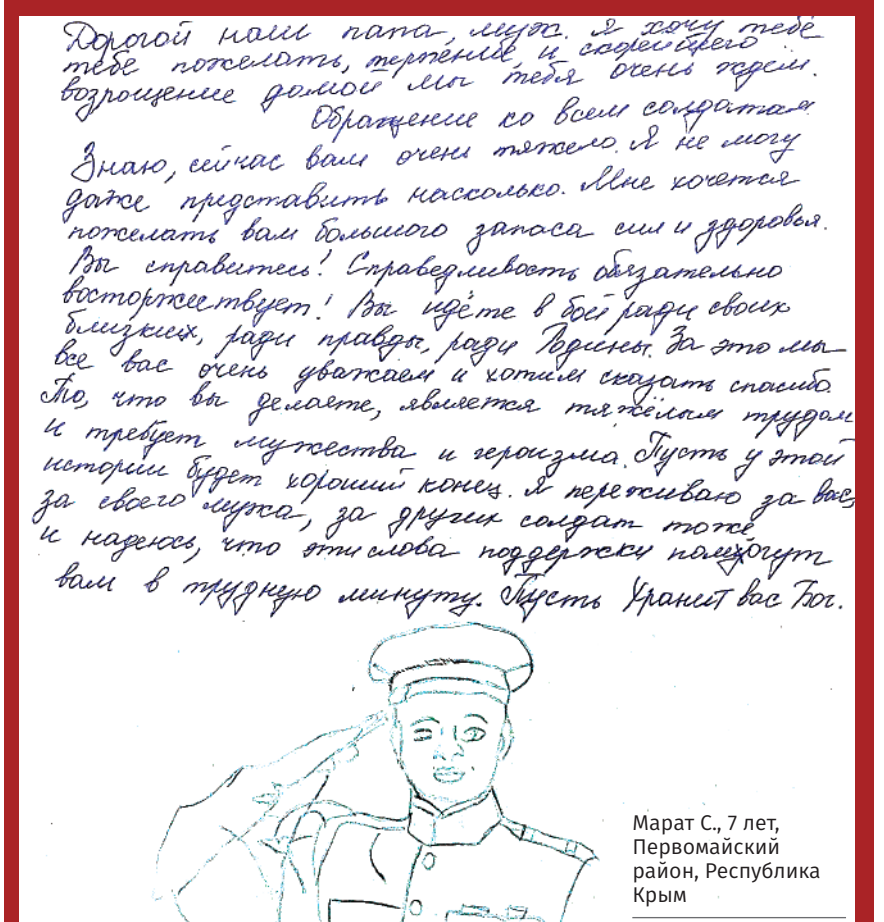 Дорогой наш папа, муж. Я хочу тебе
тебе пожелать, терпение, и скорейшего
возрощение домой мы тебя очень ждём.
Обращение ко всем солдатам.
Знаю, сейчас вам очень тяжело. Я не могу
даже представить насколько. Мне хочется
пожелать вам большого запаса сил и здоровья.
Вы справитесь! Справедливость обязательно
восторжествует! Вы идёте в бой ради своих
близких, ради правды, ради Родины. За это мы
все вас очень уважаем и хотим сказать спасибо.
То, что вы делаете, является тяжёлым трудом
и требует мужества и героизма. Пусть у этой
истории будет хороший конец. Я переживаю за вас,
за своего мужа, за других солдат тоже
и надеюсь, что эти слова поддержки помогут
вам в трудную минуту. Пусть Хранит вас Бог.
Марат С., 7 лет,
Первомайский
район, Республика
Крым